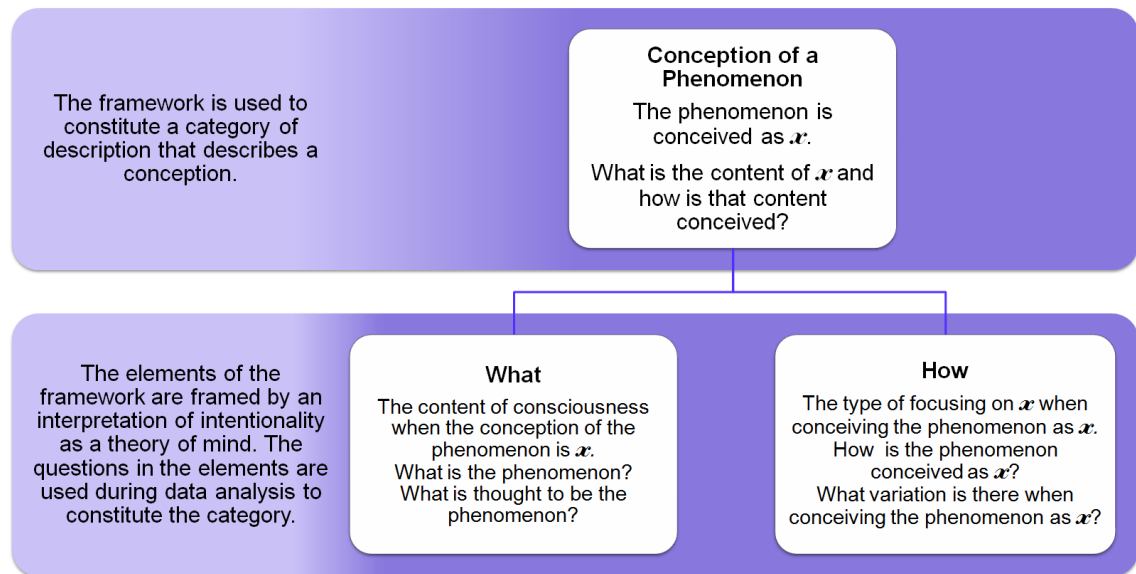 The framework is used to
constitute a category of
description that describes a
conception.
Conception of a
Phenomenon
The phenomenon is
conceived as x.
What is the content of x and
how is that content
conceived?
The elements of the
framework are framed by an
interpretation of intentionality
as a theory of mind. The
questions in the elements are
used during data analysis to
constitute the category.
What
The content of consciousness
when the conception of the
phenomenon is x.
What is the phenomenon?
What is thought to be the
phenomenon?
How
The type of focusing on x when
conceiving the phenomenon as x.
How is the phenomenon
conceived as x?
What variation is there when
conceiving the phenomenon as x?